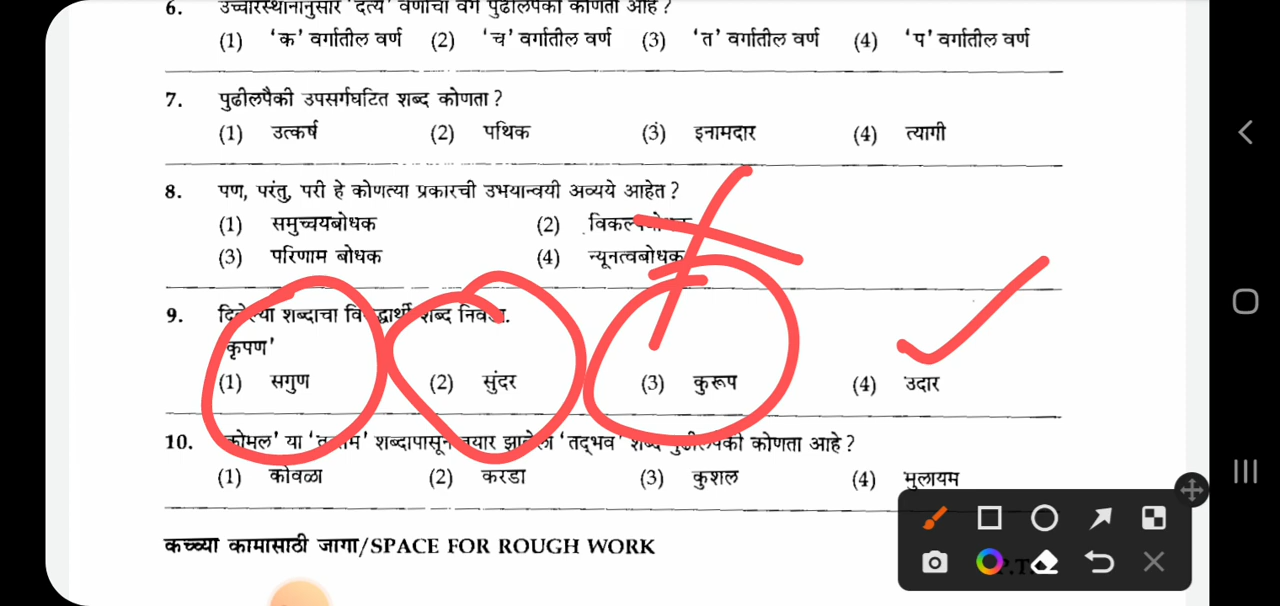 6. उच्चारस्थानानुसार 'दंत्य' वर्णाचा वर्ग पुढीलपैकी कोणता आहे ?
(1) 'क' वर्गातील वर्ण (2) 'च' वर्गातील वर्ण (3) 'त' वर्गातील वर्ण (4) 'प' वर्गातील वर्ण
7. पुढीलपैकी उपसर्गघटित शब्द कोणता ?
(1) उत्कर्ष (2) पथिक (3) इनामदार (4) त्यागी
8. पण, परंतु, परी हे कोणत्या प्रकारची उभयान्वयी अव्यये आहेत ?
(1) समुच्चयबोधक (2) विकल्पबोधक
(3) परिणाम बोधक (4) न्यूनत्वबोधक
9. दिलेल्या शब्दाचा विरुद्धार्थी शब्द निवडा.
'कृपण'
(1) सगुण (2) सुंदर (3) कुरूप (4) उदार
10. 'कोमल' या 'तत्सम' शब्दापासून तयार झालेला 'तद्भव' शब्द पुढीलपैकी कोणता आहे ?
(1) कोवळा (2) करडा (3) कुशल (4) मुलायम
कच्च्या कामासाठी जागा/SPACE FOR ROUGH WORK